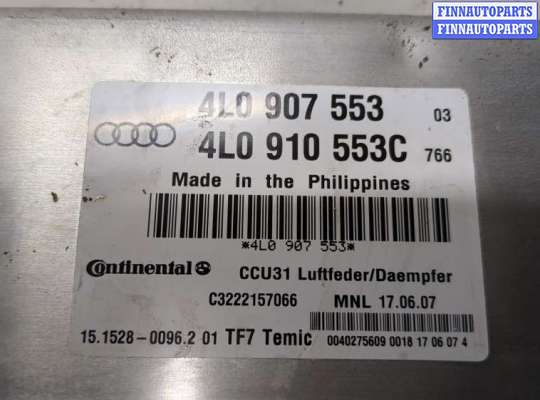 FINNAUTOPARTS
FINNAUTOPARTS
4L0 907 553 03
4L0 910 553C 766
Made in the Philippines
*4L0 907 553*
Continental CCU31 Luftfeder/Daempfer
C3222157066 MNL 17.06.07
15.1528-0096.2 01 TF7 Temic 0040275609 0018 17 06 07 4